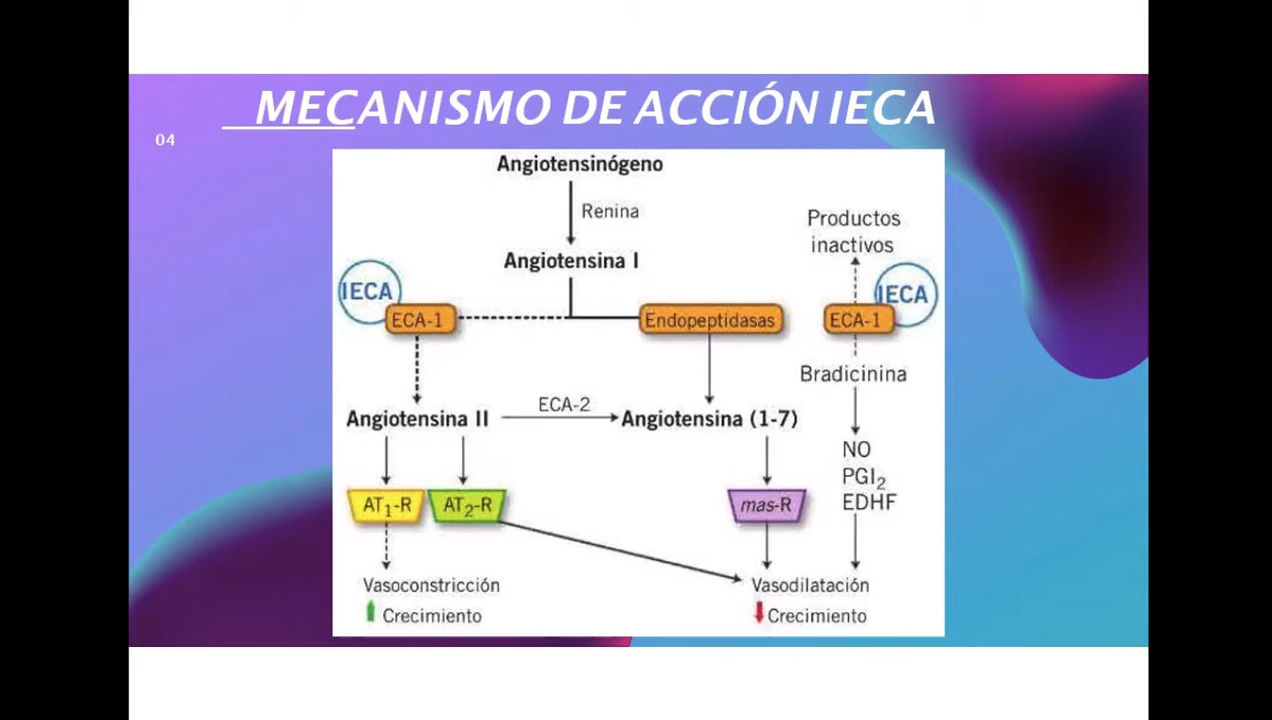 MECANISMO DE ACCIÓN IECA
04
Angiotensinógeno
Renina
Productos
inactivos
Angiotensina I
IECA
IECA
ECA-1
Endopeptidasas
ECA-1
Bradicinina
ECA-2
Angiotensina II
Angiotensina (1-7)
NO
PGI₂
EDHF
AT₁-R
AT₂-R
mas-R
Vasoconstricción
Crecimiento
Vasodilatación
Crecimiento